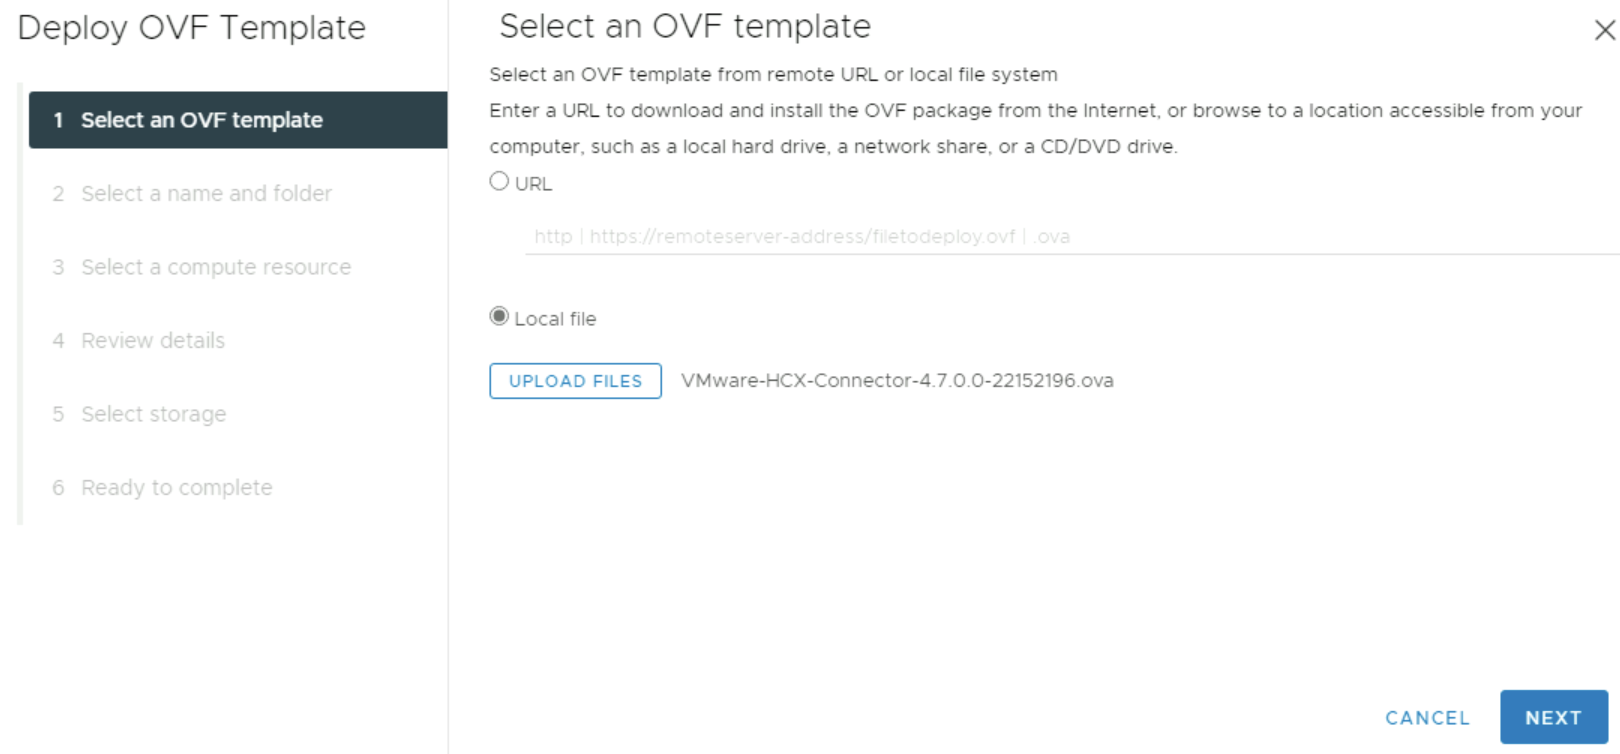 Deploy OVF Template
1 Select an OVF template
2 Select a name and folder
3 Select a compute resource
4 Review details
5 Select storage
6 Ready to complete
Select an OVF template
Select an OVF template from remote URL or local file system
Enter a URL to download and install the OVF package from the Internet, or browse to a location accessible from your
computer, such as a local hard drive, a network share, or a CD/DVD drive.
URL
http | https://remoteserver-address/filetodeploy.ovf | .ova
Local file
UPLOAD FILES VMware-HCX-Connector-4.7.0.0-22152196.ova
CANCEL NEXT